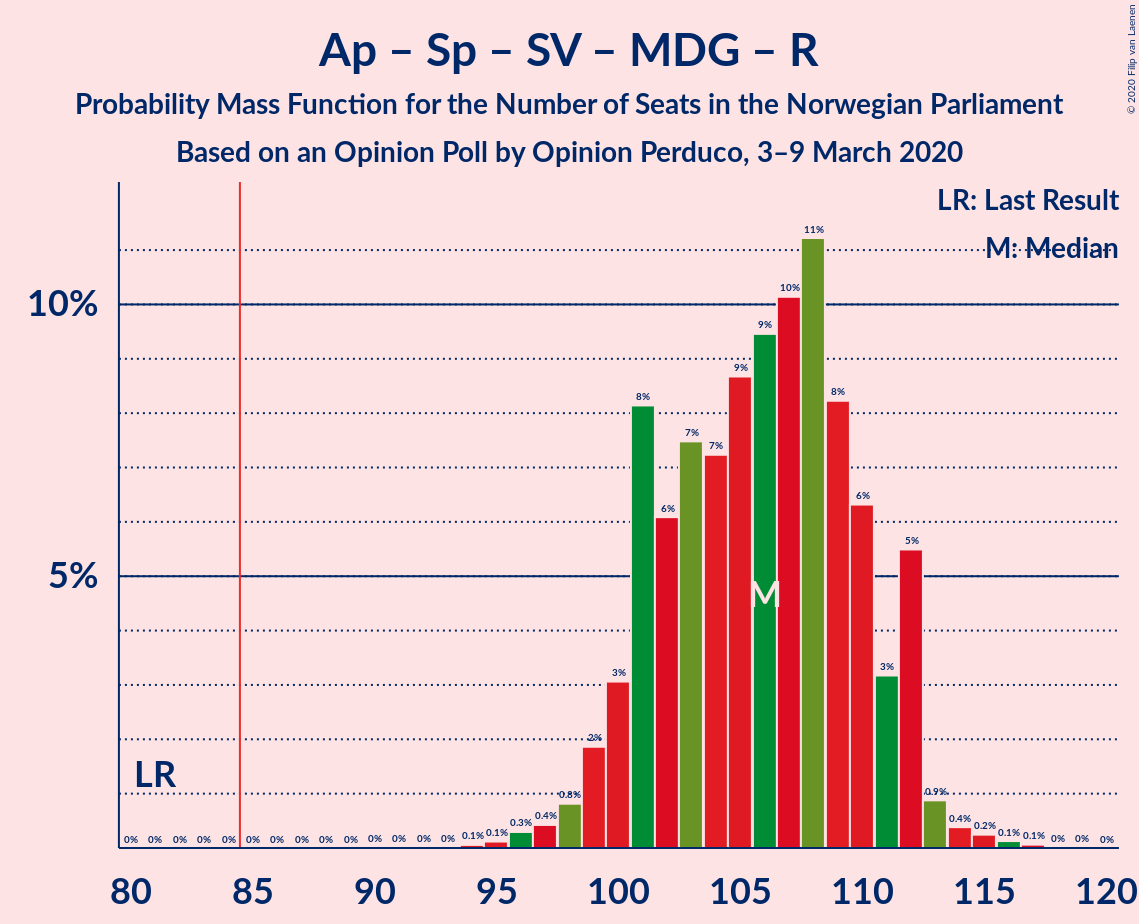 © 2020 Filip van Laenen
Ap – Sp – SV – MDG – R
Probability Mass Function for the Number of Seats in the Norwegian Parliament
Based on an Opinion Poll by Opinion Perduco, 3–9 March 2020
LR: Last Result
M: Median
10%
5%
LR
M
0% 0% 0% 0% 0% 0% 0% 0% 0% 0% 0% 0% 0% 0% 0.1% 0.1% 0.3% 0.4% 0.8% 2% 3% 8% 6% 7% 7% 9% 9% 10% 11% 8% 6% 3% 5% 0.9% 0.4% 0.2% 0.1% 0.1% 0% 0% 0%
80 85 90 95 100 105 110 115 120